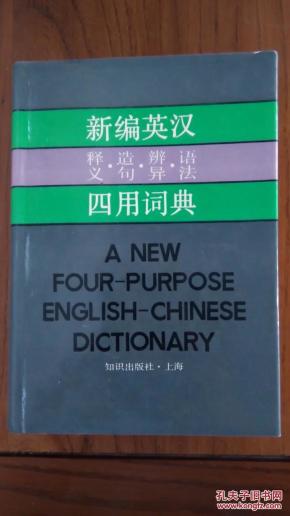 新编英汉
释义·造句·辨异·语法
四用词典
A NEW
FOUR-PURPOSE
ENGLISH-CHINESE
DICTIONARY
知识出版社·上海
孔夫子旧书网